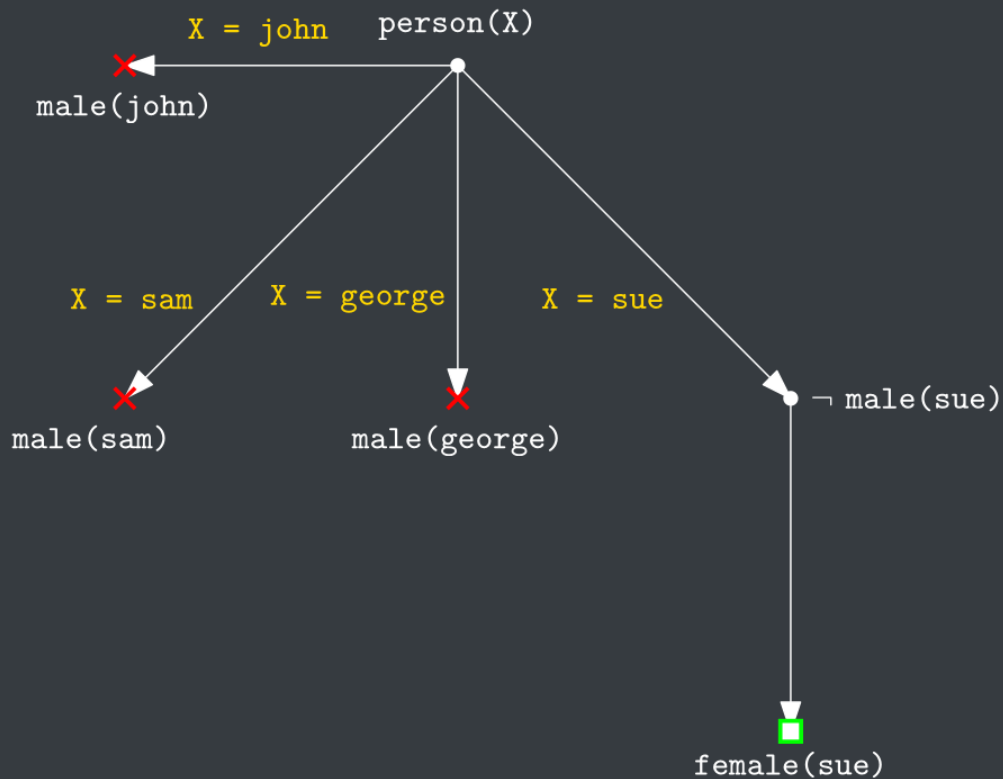 X = john
person(X)
male(john)
X = sam
X = george
X = sue
¬ male(sue)
male(sam)
male(george)
female(sue)